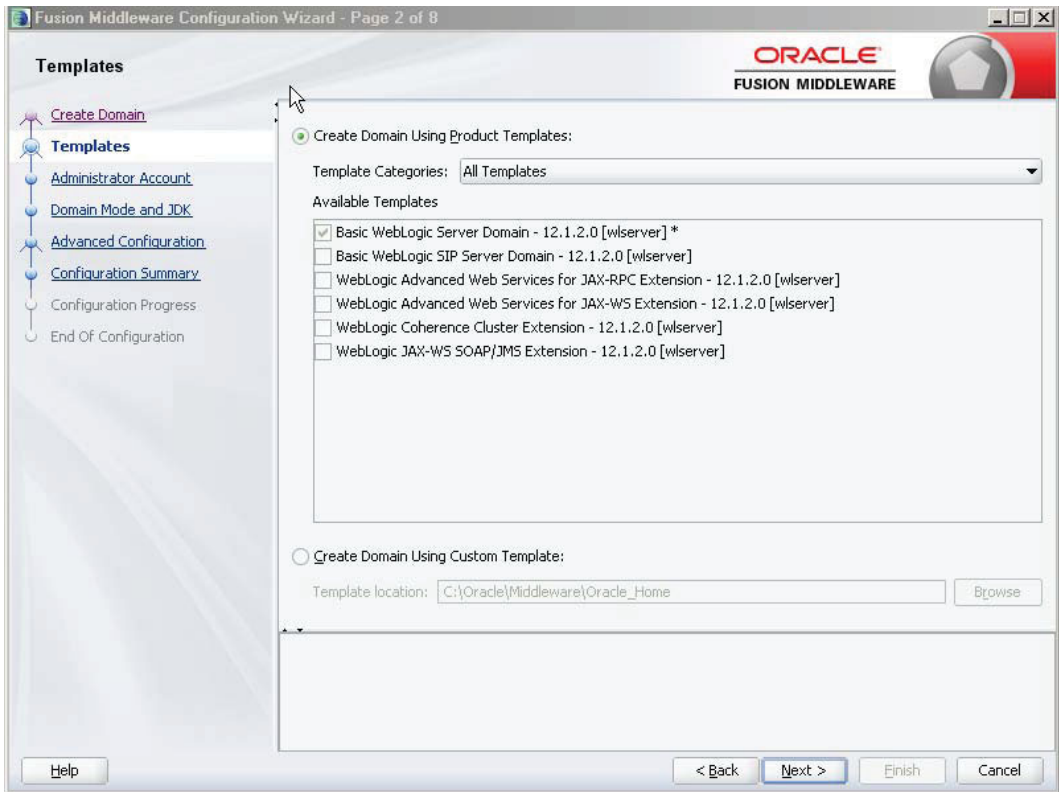 Fusion Middleware Configuration Wizard - Page 2 of 8
Templates
ORACLE
FUSION MIDDLEWARE
Create Domain
Templates
Administrator Account
Domain Mode and JDK
Advanced Configuration
Configuration Summary
Configuration Progress
End Of Configuration
Create Domain Using Product Templates:
Template Categories: All Templates
Available Templates
Basic WebLogic Server Domain - 12.1.2.0 [wlserver] *
Basic WebLogic SIP Server Domain - 12.1.2.0 [wlserver]
WebLogic Advanced Web Services for JAX-RPC Extension - 12.1.2.0 [wlserver]
WebLogic Advanced Web Services for JAX-WS Extension - 12.1.2.0 [wlserver]
WebLogic Coherence Cluster Extension - 12.1.2.0 [wlserver]
WebLogic JAX-WS SOAP/JMS Extension - 12.1.2.0 [wlserver]
Create Domain Using Custom Template:
Template location: C:\Oracle\Middleware\Oracle_Home Browse
Help < Back Next > Finish Cancel